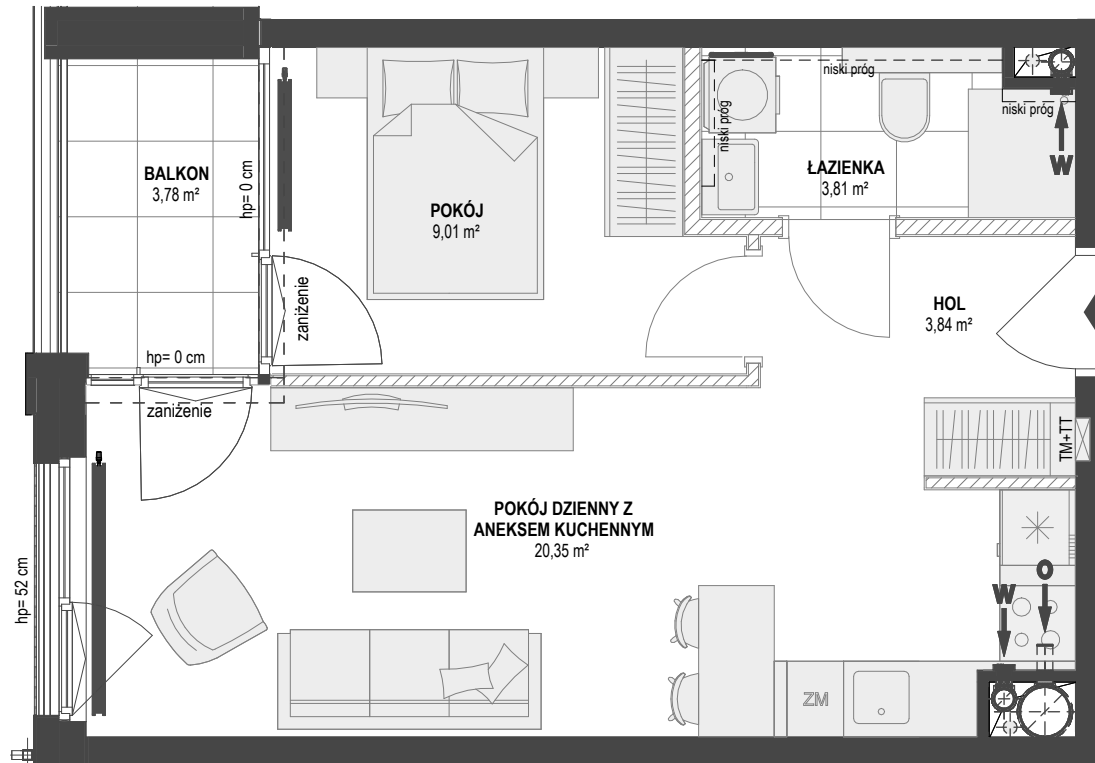 niski próg
niski próg
niski próg
W
BALKON
3,78 m²
hp= 0 cm
POKÓJ
9,01 m²
ŁAZIENKA
3,81 m²
HOL
3,84 m²
zaniżenie
hp= 0 cm
zaniżenie
TM+TT
POKÓJ DZIENNY Z
ANEKSEM KUCHENNYM
20,35 m²
hp= 52 cm
W
O
ZM